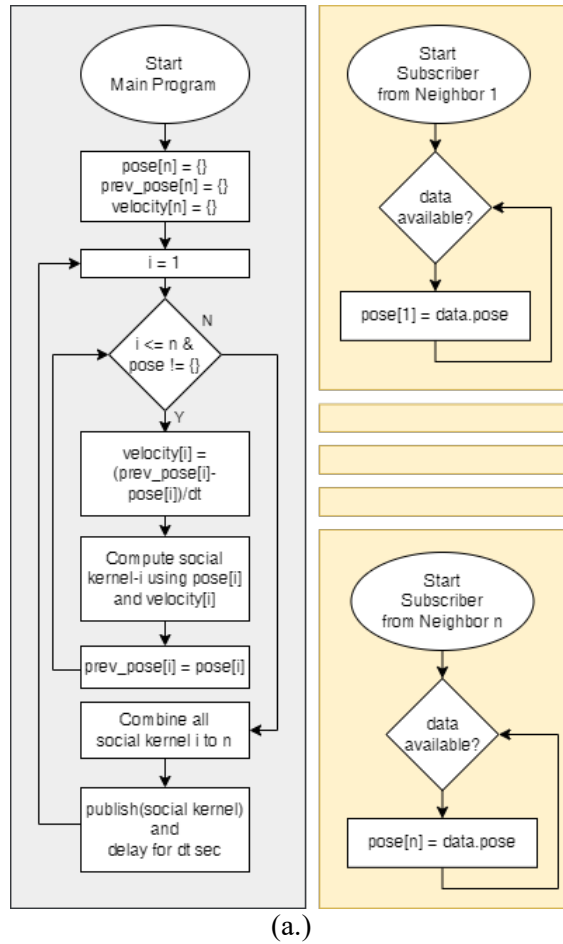 Start
Main Program
pose[n] = {}
prev_pose[n] = {}
velocity[n] = {}
i = 1
N
i <= n &
pose != {}
Y
velocity[i] =
(prev_pose[i]-
pose[i])/dt
Compute social
kernel-i using pose[i]
and velocity[i]
prev_pose[i] = pose[i]
Combine all
social kernel i to n
publish(social kernel)
and
delay for dt sec
Start
Subscriber
from Neighbor 1
data
available?
pose[1] = data.pose
Start
Subscriber
from Neighbor n
data
available?
pose[n] = data.pose
(a.)